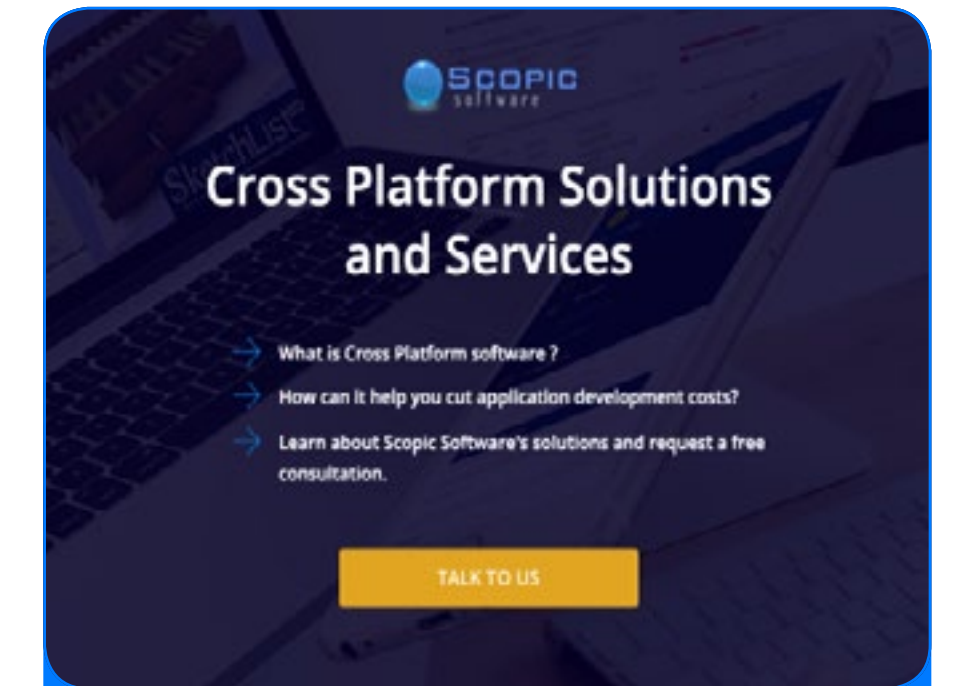 SCOPIC
software
SketchList
Cross Platform Solutions
and Services
What is Cross Platform software ?
How can it help you cut application development costs?
Learn about Scopic Software's solutions and request a free
consultation.
TALK TO US